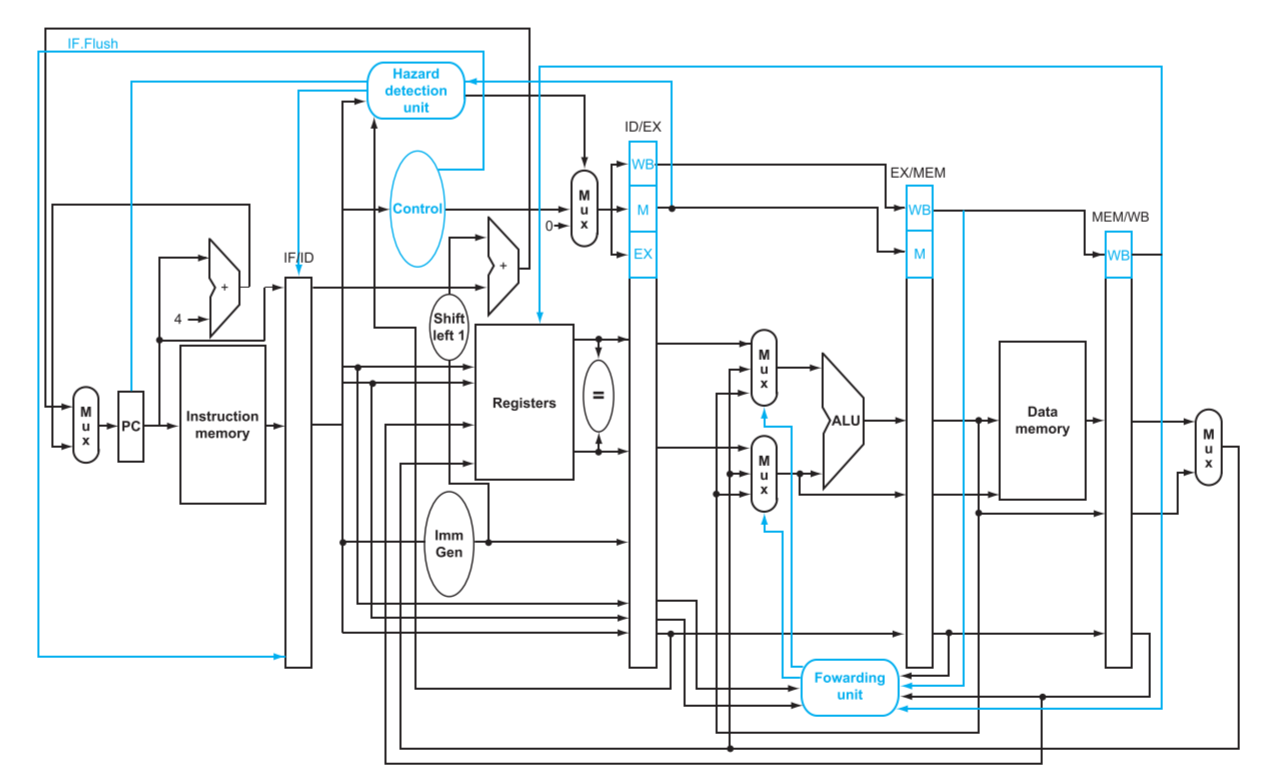 IF.Flush
Hazard
detection
unit
ID/EX
WB
EX/MEM
Control
M
u
x
M
WB
MEM/WB
0
EX
M
WB
IF/ID
+
+
4
Shift
left 1
M
u
x
M
u
x
PC
Instruction
memory
Registers
=
ALU
Data
memory
M
u
x
M
u
x
Imm
Gen
Fowarding
unit